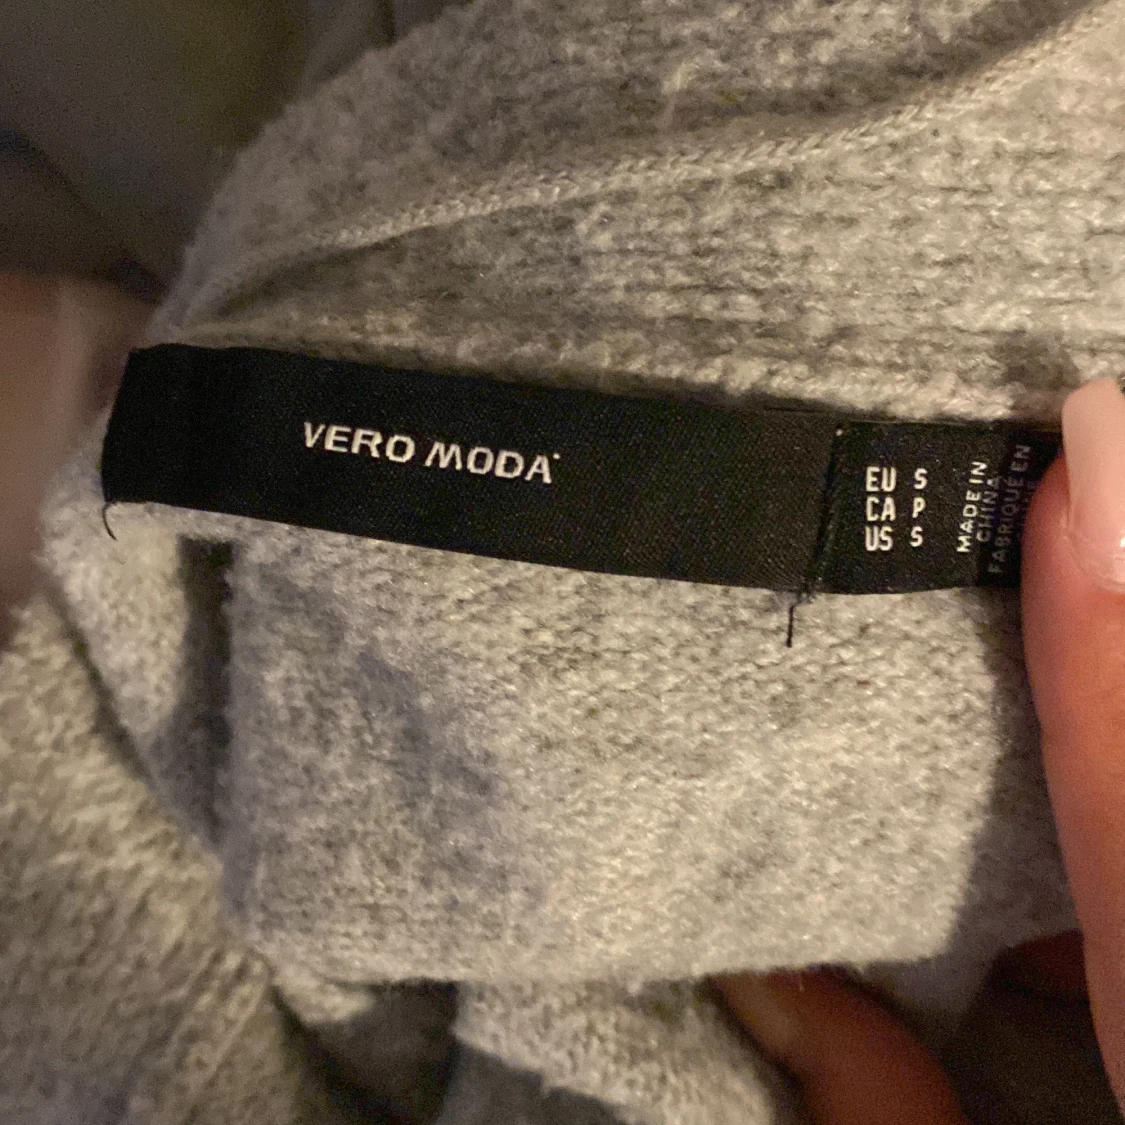 VERO MODA
EU S
CA P
US S
MADE IN
CHINA
FABRIQUÉ EN